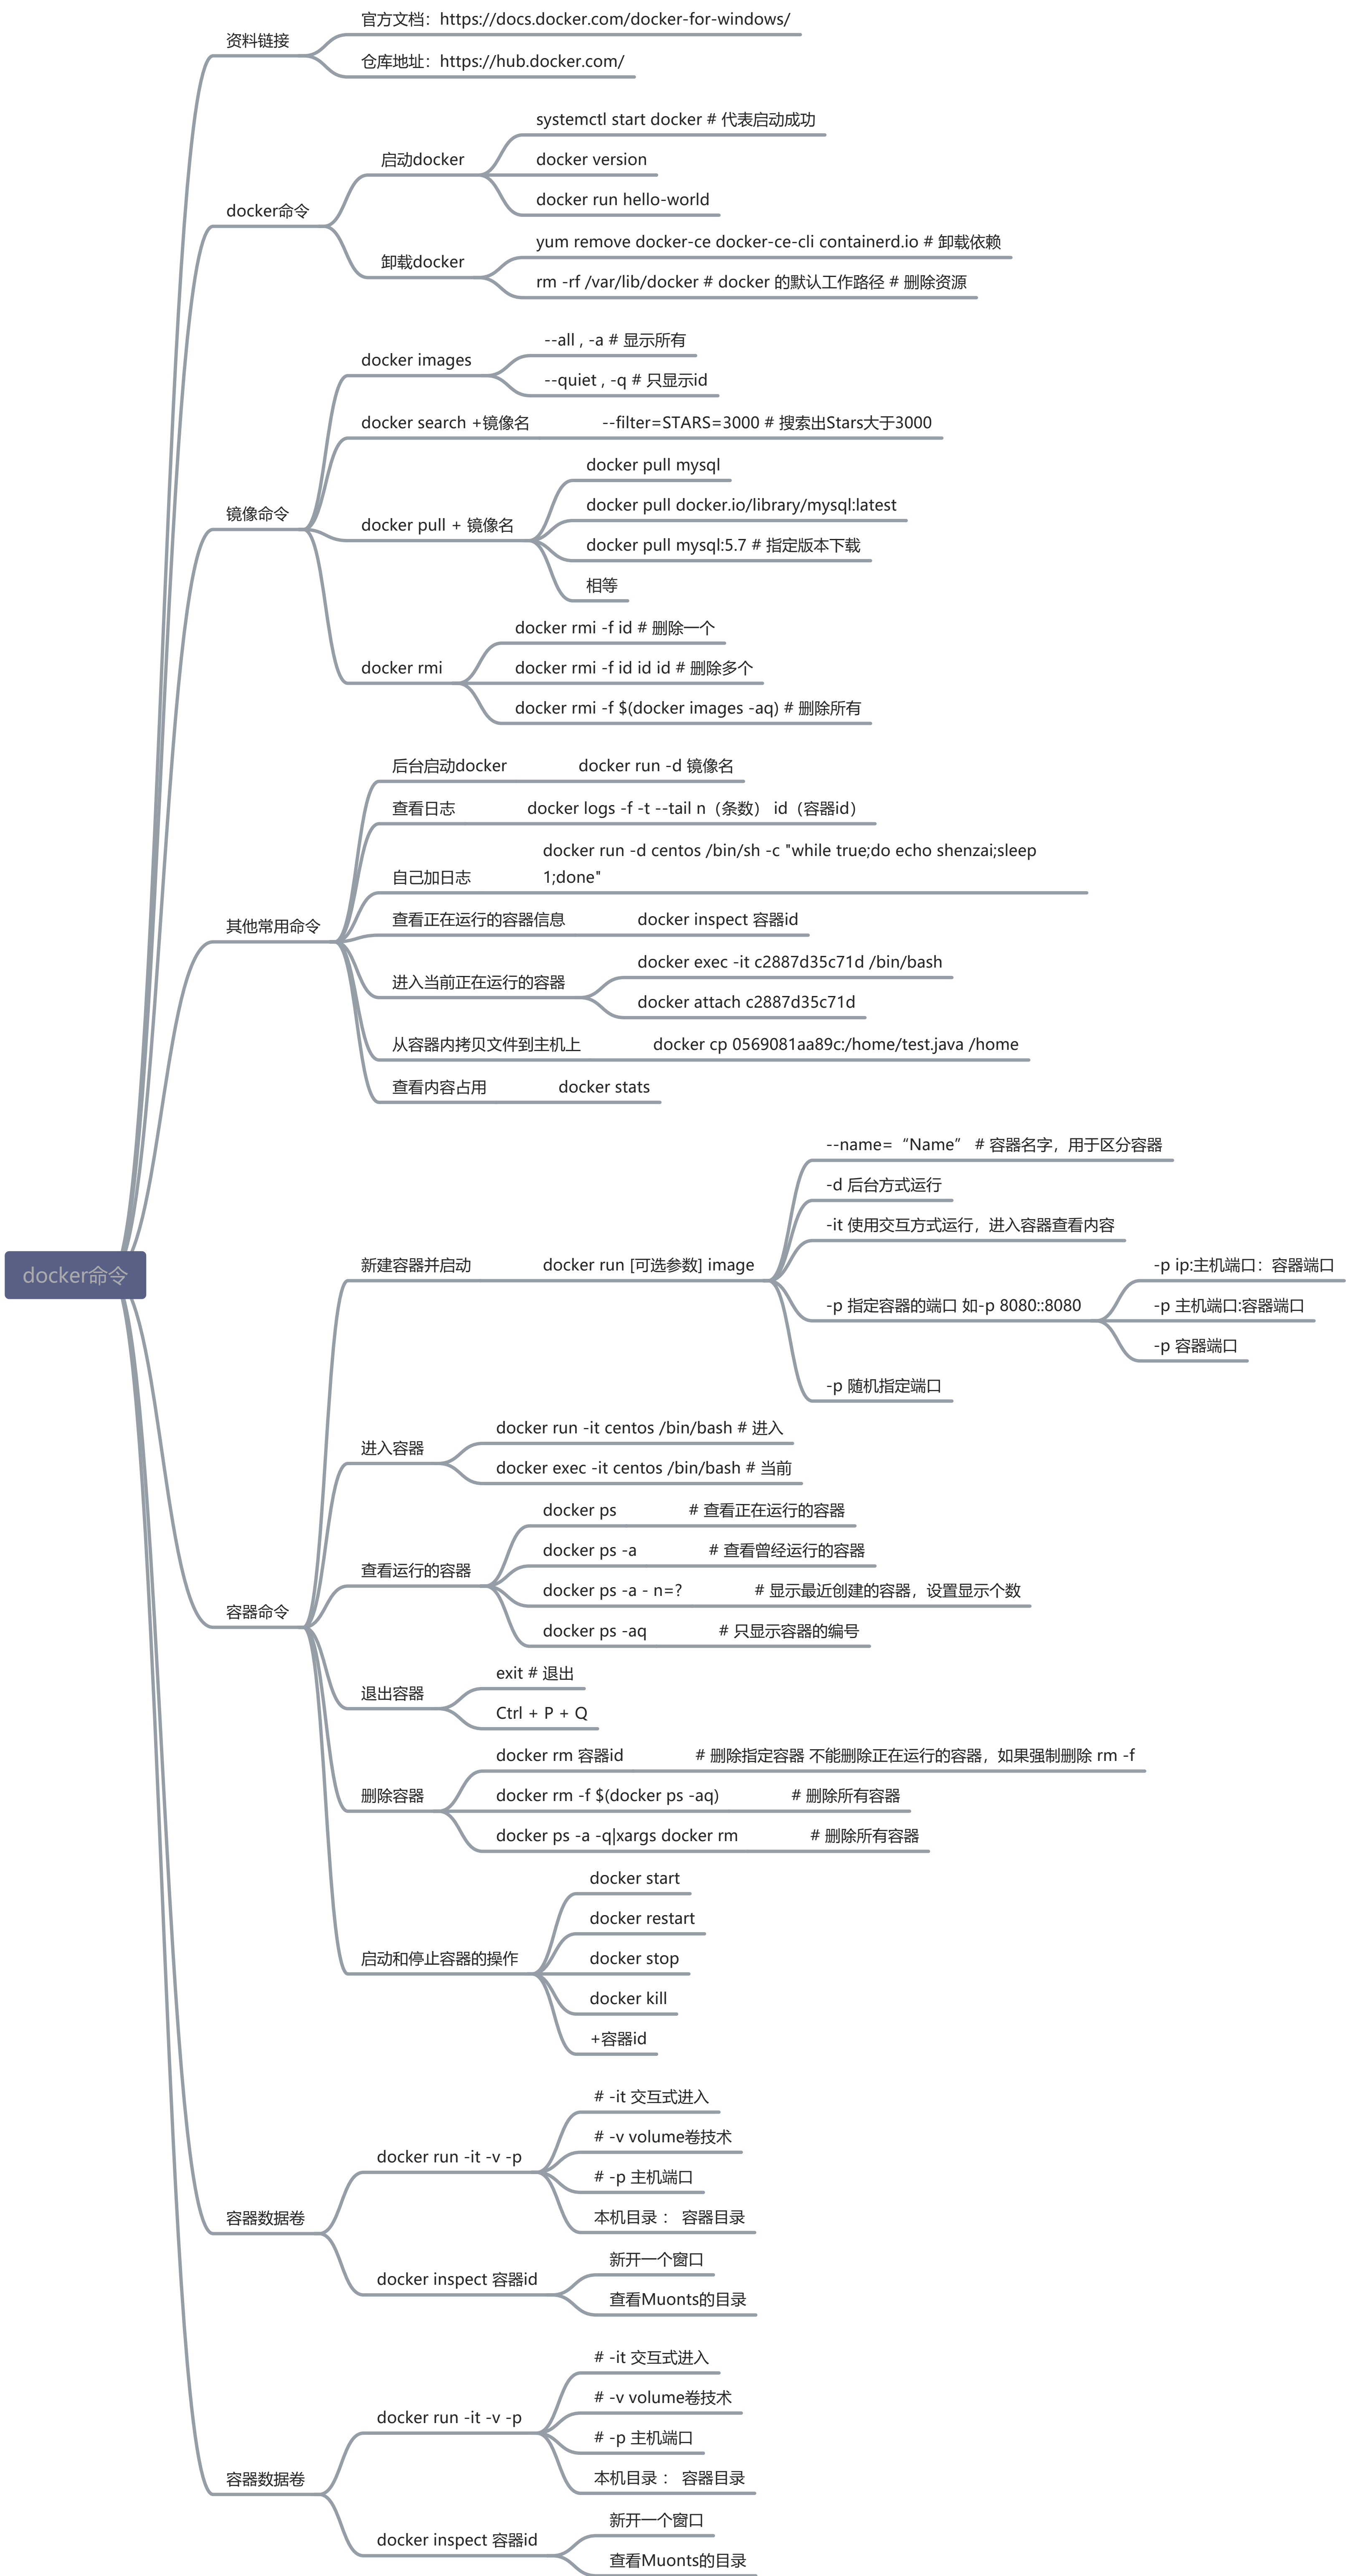 资料链接
官方文档：https://docs.docker.com/docker-for-windows/
仓库地址：https://hub.docker.com/
docker命令
启动docker
systemctl start docker # 代表启动成功
docker version
docker run hello-world
卸载docker
yum remove docker-ce docker-ce-cli containerd.io # 卸载依赖
rm -rf /var/lib/docker # docker 的默认工作路径 # 删除资源
镜像命令
docker images
--all , -a # 显示所有
--quiet , -q # 只显示id
docker search +镜像名
--filter=STARS=3000 # 搜索出Stars大于3000
docker pull + 镜像名
docker pull mysql
docker pull docker.io/library/mysql:latest
docker pull mysql:5.7 # 指定版本下载
相等
docker rmi
docker rmi -f id # 删除一个
docker rmi -f id id id # 删除多个
docker rmi -f $(docker images -aq) # 删除所有
其他常用命令
后台启动docker
docker run -d 镜像名
查看日志
docker logs -f -t --tail n（条数） id（容器id）
自己加日志
docker run -d centos /bin/sh -c "while true;do echo shenzai;sleep
1;done"
查看正在运行的容器信息
docker inspect 容器id
进入当前正在运行的容器
docker exec -it c2887d35c71d /bin/bash
docker attach c2887d35c71d
从容器内拷贝文件到主机上
docker cp 0569081aa89c:/home/test.java /home
查看内容占用
docker stats
docker命令
容器命令
新建容器并启动
docker run [可选参数] image
--name=“Name” # 容器名字，用于区分容器
-d 后台方式运行
-it 使用交互方式运行，进入容器查看内容
-p 指定容器的端口 如-p 8080::8080
-p ip:主机端口：容器端口
-p 主机端口:容器端口
-p 容器端口
-p 随机指定端口
进入容器
docker run -it centos /bin/bash # 进入
docker exec -it centos /bin/bash # 当前
查看运行的容器
docker ps
# 查看正在运行的容器
docker ps -a
# 查看曾经运行的容器
docker ps -a - n=?
# 显示最近创建的容器，设置显示个数
docker ps -aq
# 只显示容器的编号
退出容器
exit # 退出
Ctrl + P + Q
删除容器
docker rm 容器id
# 删除指定容器 不能删除正在运行的容器，如果强制删除 rm -f
docker rm -f $(docker ps -aq)
# 删除所有容器
docker ps -a -q|xargs docker rm
# 删除所有容器
启动和停止容器的操作
docker start
docker restart
docker stop
docker kill
+容器id
容器数据卷
docker run -it -v -p
# -it 交互式进入
# -v volume卷技术
# -p 主机端口
本机目录 ： 容器目录
docker inspect 容器id
新开一个窗口
查看Muonts的目录
容器数据卷
docker run -it -v -p
# -it 交互式进入
# -v volume卷技术
# -p 主机端口
本机目录 ： 容器目录
docker inspect 容器id
新开一个窗口
查看Muonts的目录